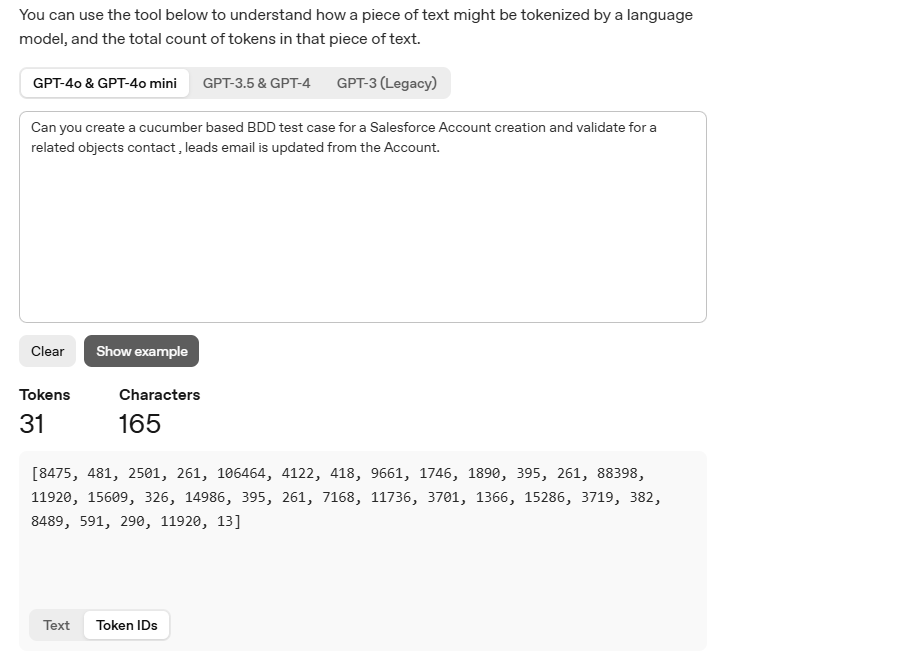 You can use the tool below to understand how a piece of text might be tokenized by a language
model, and the total count of tokens in that piece of text.
GPT-4o & GPT-4o mini GPT-3.5 & GPT-4 GPT-3 (Legacy)
Can you create a cucumber based BDD test case for a Salesforce Account creation and validate for a
related objects contact , leads email is updated from the Account.
Clear Show example
Tokens Characters
31 165
[8475, 481, 2501, 261, 106464, 4122, 418, 9661, 1746, 1890, 395, 261, 88398,
11920, 15609, 326, 14986, 395, 261, 7168, 11736, 3701, 1366, 15286, 3719, 382,
8489, 591, 290, 11920, 13]
Text Token IDs